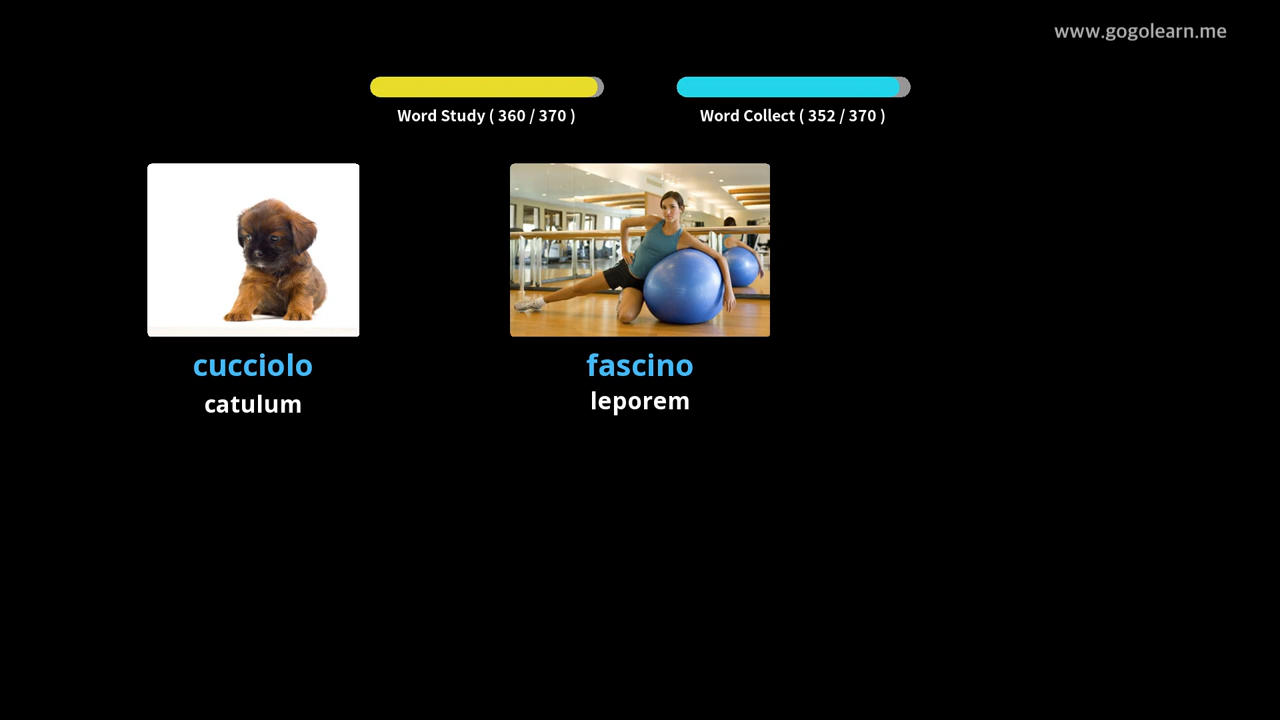 www.gogolearn.me
Word Study ( 360 / 370 )
Word Collect ( 352 / 370 )
cucciolo
catulum
fascino
leporem